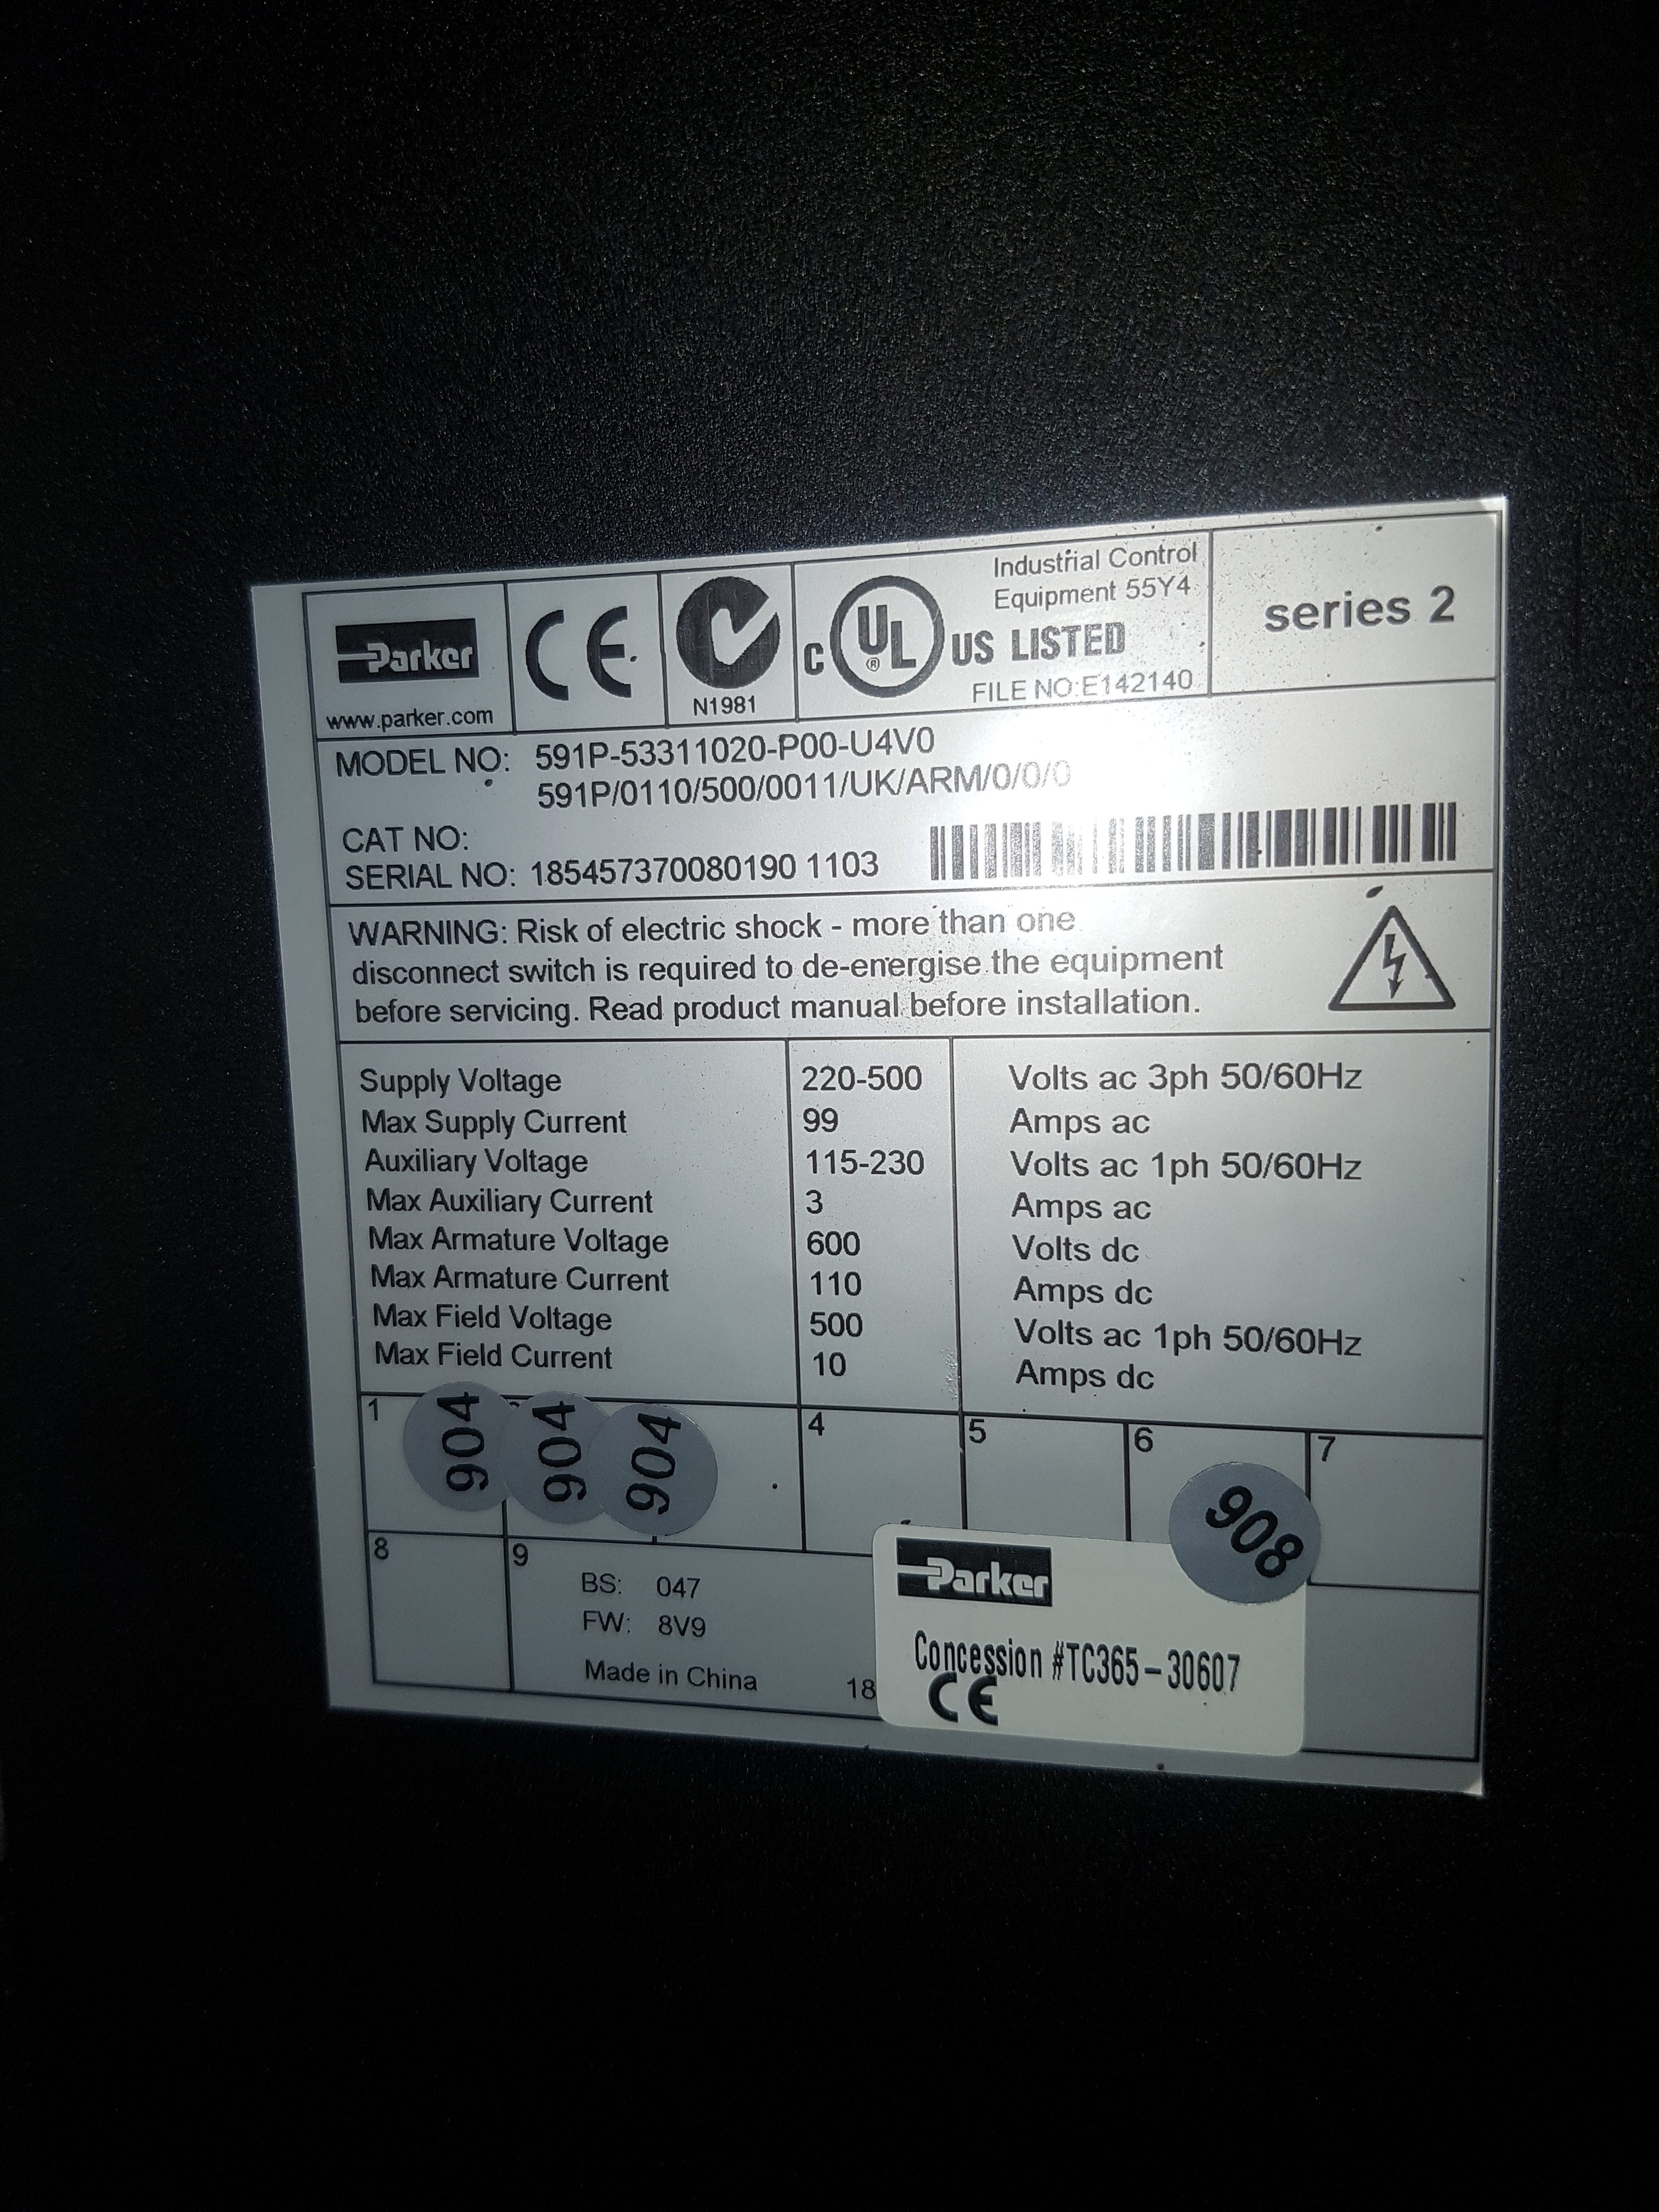 Parker
www.parker.com
CE
N1981
C UL ® US LISTED
Industrial Control
Equipment 55Y4
FILE NO:E142140
series 2
MODEL NO: 591P-53311020-P00-U4V0
591P/0110/500/0011/UK/ARM/0/0/0
CAT NO:
SERIAL NO: 185457370080190 1103
WARNING: Risk of electric shock - more than one
disconnect switch is required to de-energise the equipment
before servicing. Read product manual before installation.
Supply Voltage 220-500 Volts ac 3ph 50/60Hz
Max Supply Current 99 Amps ac
Auxiliary Voltage 115-230 Volts ac 1ph 50/60Hz
Max Auxiliary Current 3 Amps ac
Max Armature Voltage 600 Volts dc
Max Armature Current 110 Amps dc
Max Field Voltage 500 Volts ac 1ph 50/60Hz
Max Field Current 10 Amps dc
1 904 904 904 4 5 6 7
908
8 9
BS: 047
FW: 8V9
Made in China 18
Parker
Concession #TC365-30607
CE